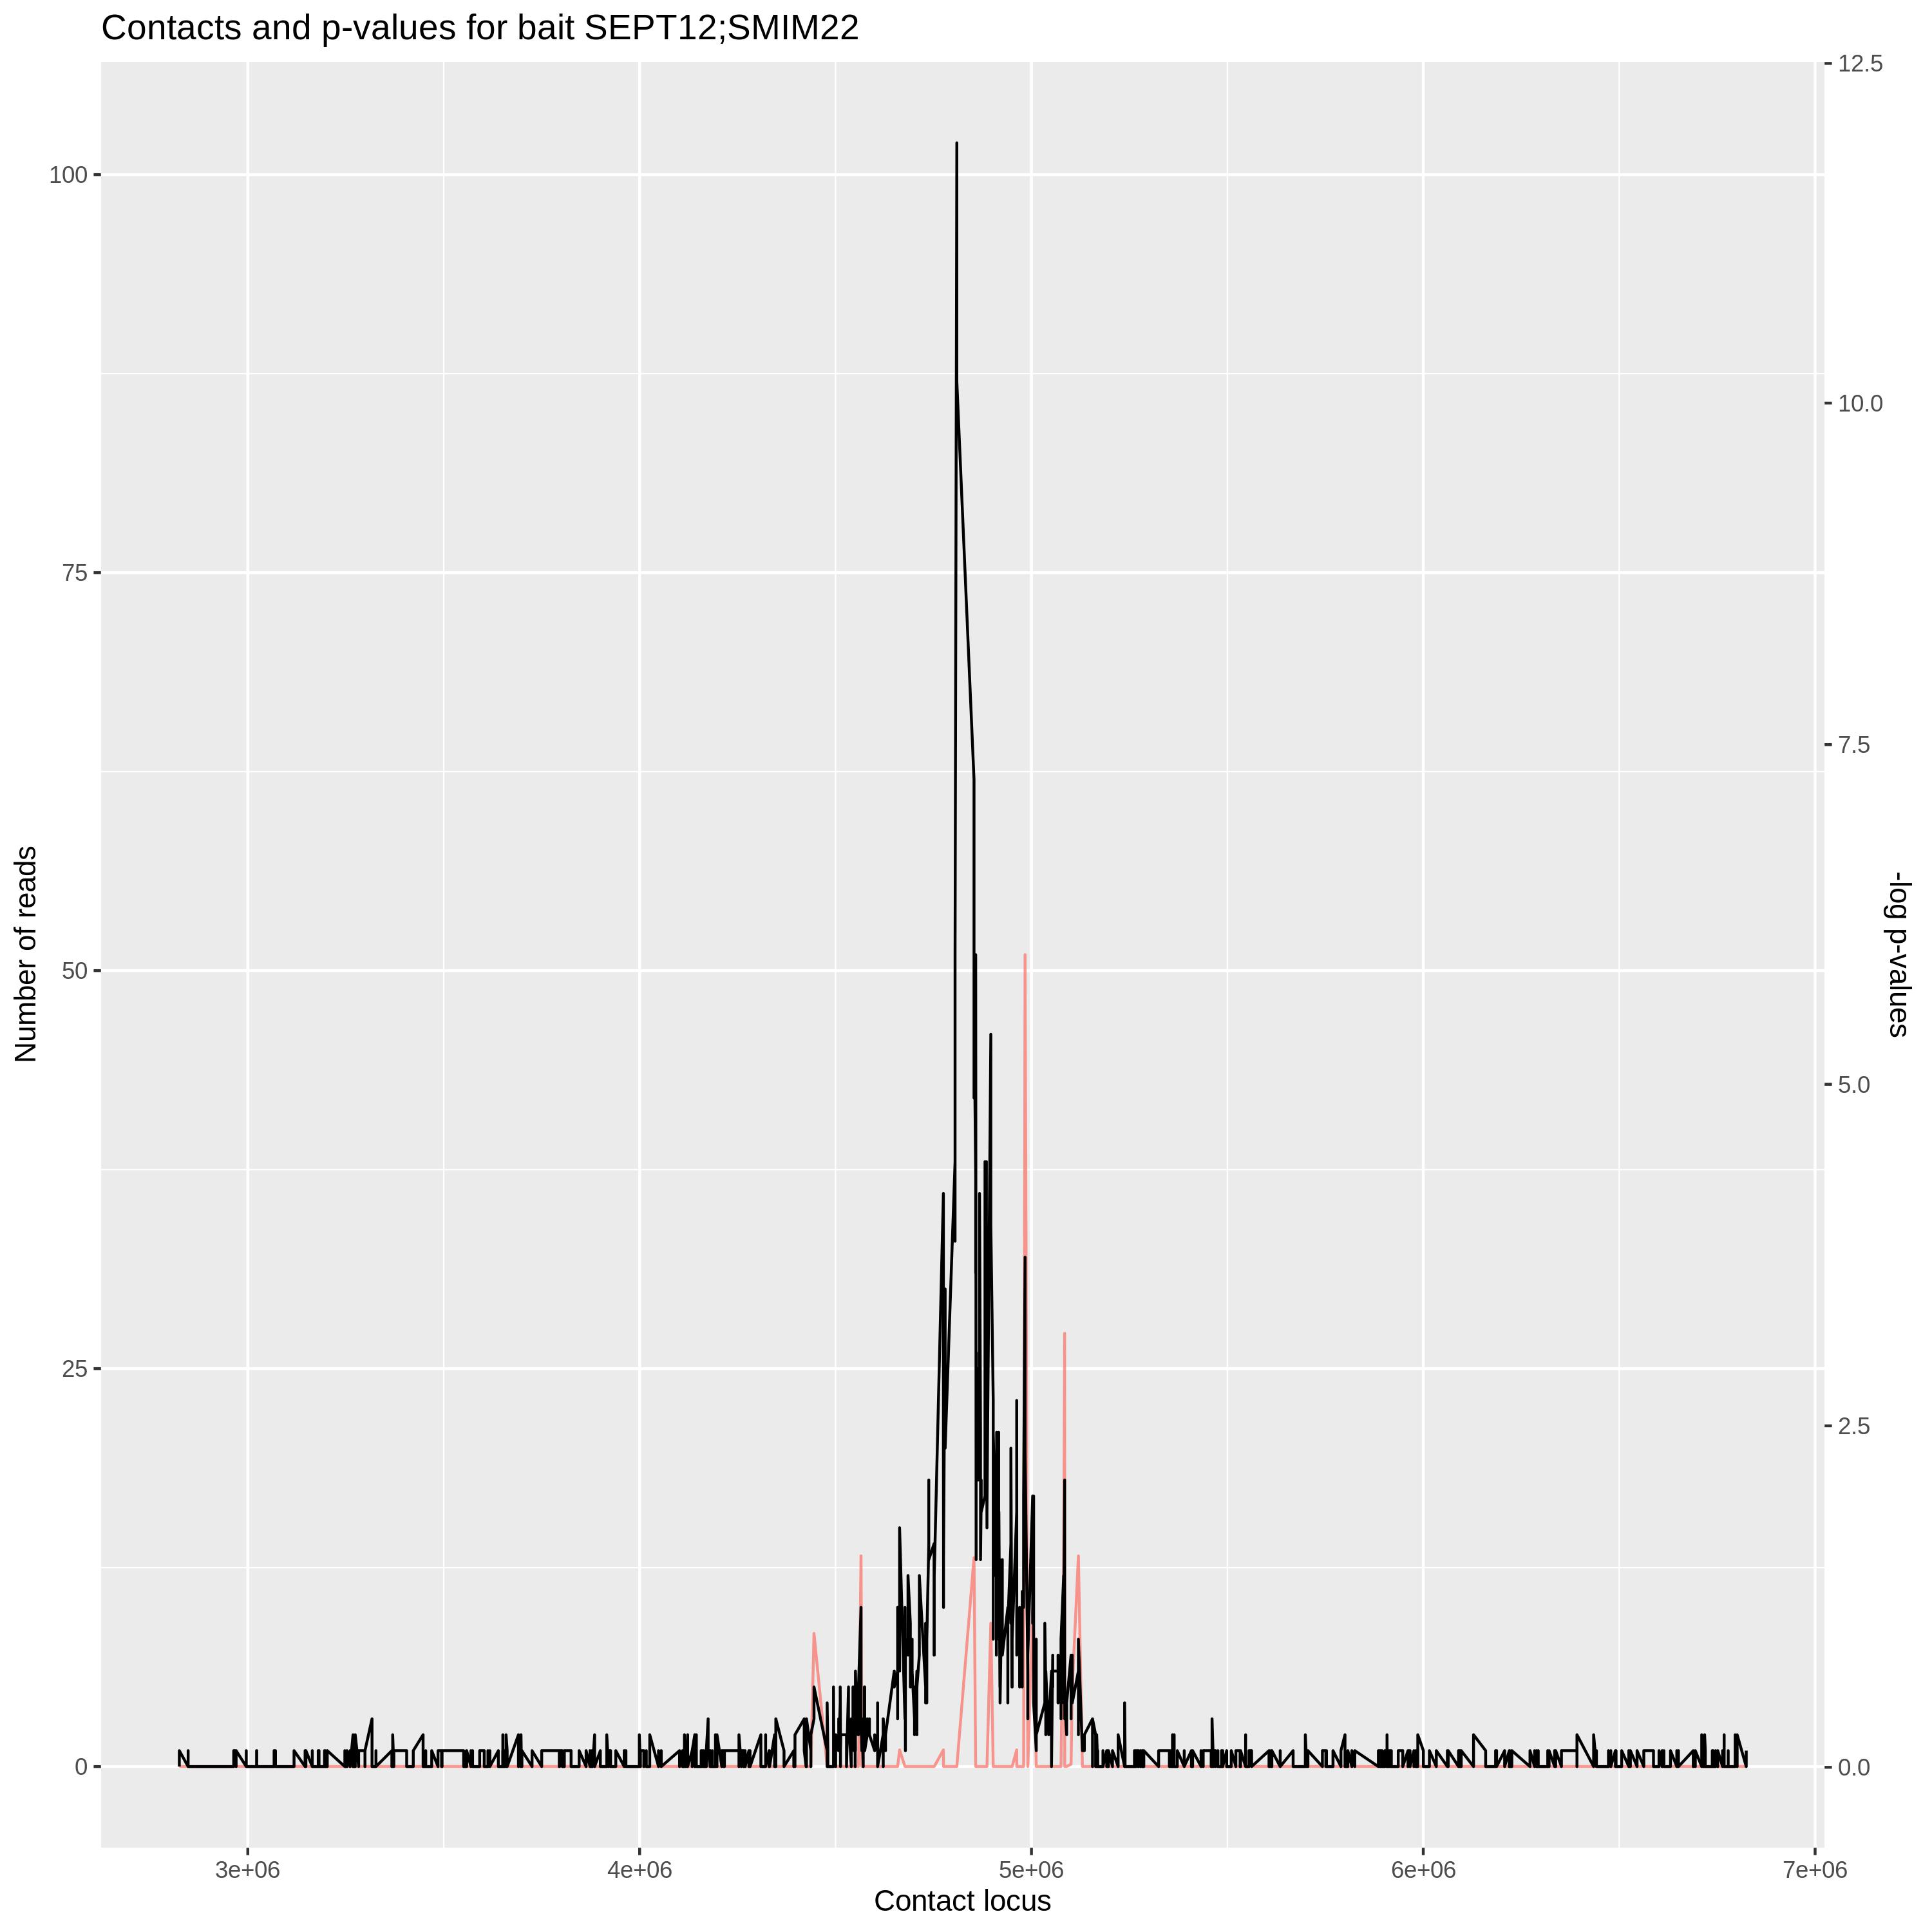 Contacts and p-values for bait SEPT12;SMIM22
12.5
100
10.0
75
7.5
Number of reads
-log p-values
50
5.0
25
2.5
0
0.0
3e+06 4e+06 5e+06 6e+06 7e+06
Contact locus